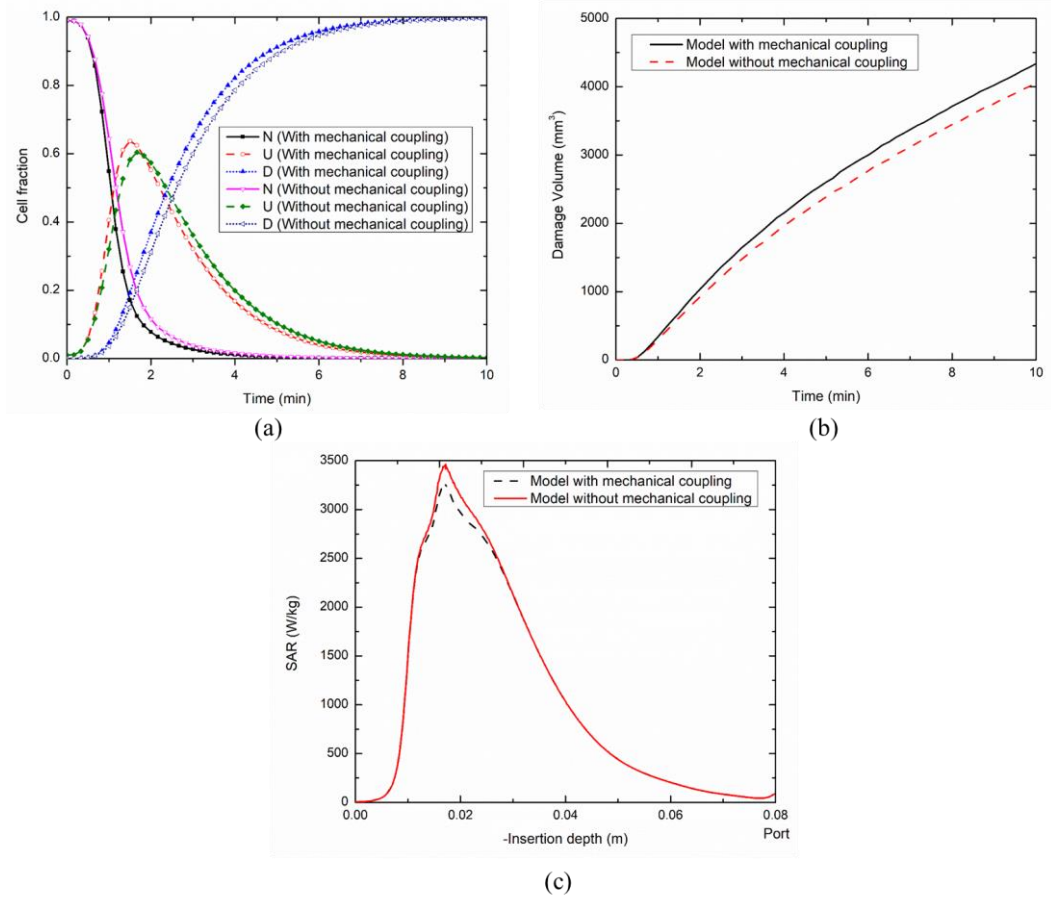 1.0
0.8
0.6
0.4
0.2
0.0
Cell fraction
N (With mechanical coupling)
U (With mechanical coupling)
D (With mechanical coupling)
N (Without mechanical coupling)
U (Without mechanical coupling)
D (Without mechanical coupling)
0 2 4 6 8 10
Time (min)
(a)
5000
4000
3000
2000
1000
0
Damage Volume (mm³)
Model with mechanical coupling
Model without mechanical coupling
0 2 4 6 8 10
Time (min)
(b)
3500
3000
2500
2000
1500
1000
500
0
SAR (W/kg)
Model with mechanical coupling
Model without mechanical coupling
0.00 0.02 0.04 0.06 0.08
-Insertion depth (m)
Port
(c)